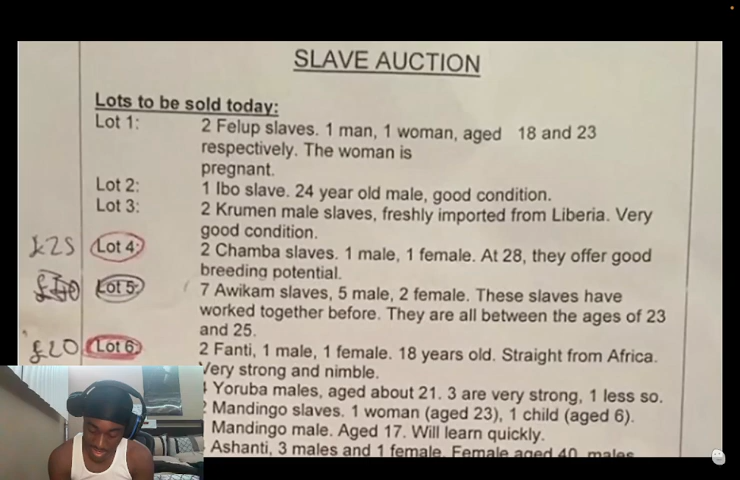 SLAVE AUCTION
Lots to be sold today:
Lot 1: 2 Felup slaves. 1 man, 1 woman, aged 18 and 23
respectively. The woman is
pregnant.
Lot 2: 1 Ibo slave. 24 year old male, good condition.
Lot 3: 2 Krumen male slaves, freshly imported from Liberia. Very
good condition.
£25 Lot 4: 2 Chamba slaves. 1 male, 1 female. At 28, they offer good
breeding potential.
Lot 5: 7 Awikam slaves, 5 male, 2 female. These slaves have
worked together before. They are all between the ages of 23
and 25.
£20 Lot 6: 2 Fanti, 1 male, 1 female. 18 years old. Straight from Africa.
Very strong and nimble.
Yoruba males, aged about 21. 3 are very strong, 1 less so.
2 Mandingo slaves. 1 woman (aged 23), 1 child (aged 6).
Mandingo male. Aged 17. Will learn quickly.
Ashanti, 3 males and 1 female. Female aged 40, males